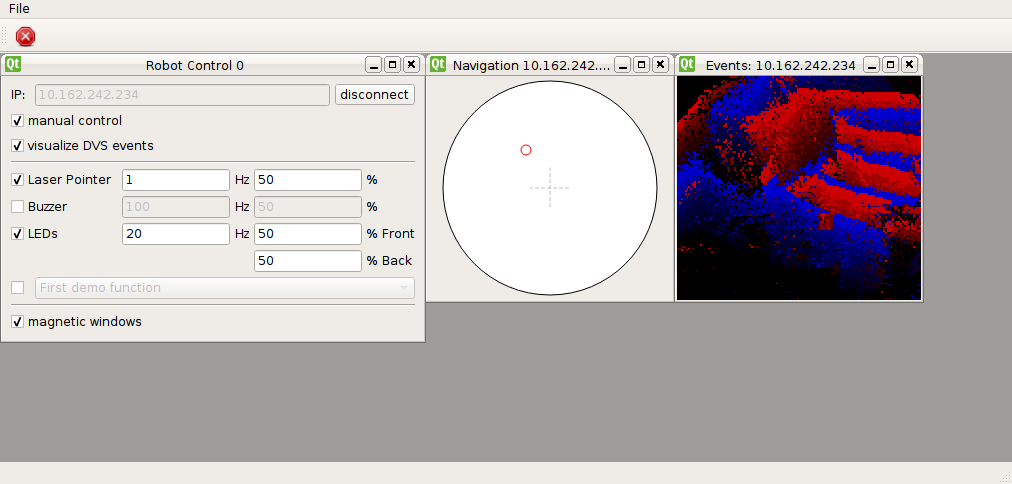 File
Qt Robot Control 0
Qt Navigation 10.162.242....
Qt Events: 10.162.242.234
IP: 10.162.242.234 disconnect
manual control
visualize DVS events
Laser Pointer 1 Hz 50 %
Buzzer 100 Hz 50 %
LEDs 20 Hz 50 % Front
50 % Back
First demo function
magnetic windows